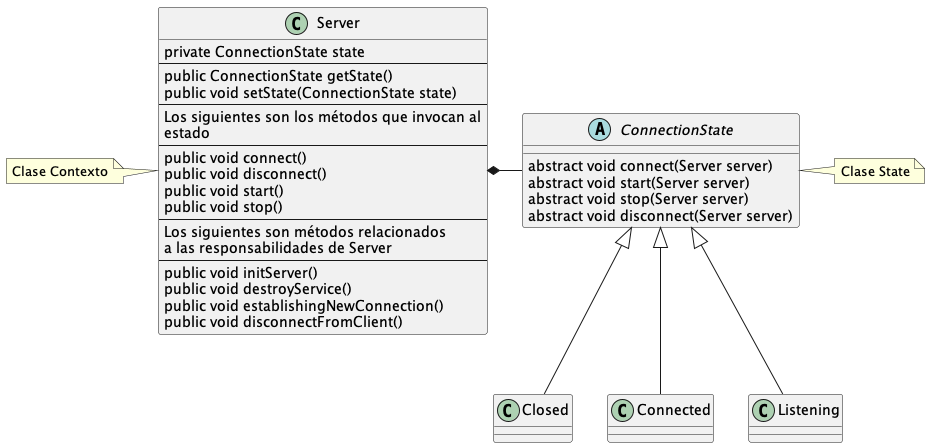 C Server
private ConnectionState state
public ConnectionState getState()
public void setState(ConnectionState state)
Los siguientes son los métodos que invocan al
estado
public void connect()
public void disconnect()
public void start()
public void stop()
Los siguientes son métodos relacionados
a las responsabilidades de Server
public void initServer()
public void destroyService()
public void establishingNewConnection()
public void disconnectFromClient()
Clase Contexto
A ConnectionState
abstract void connect(Server server)
abstract void start(Server server)
abstract void stop(Server server)
abstract void disconnect(Server server)
Clase State
C Closed
C Connected
C Listening